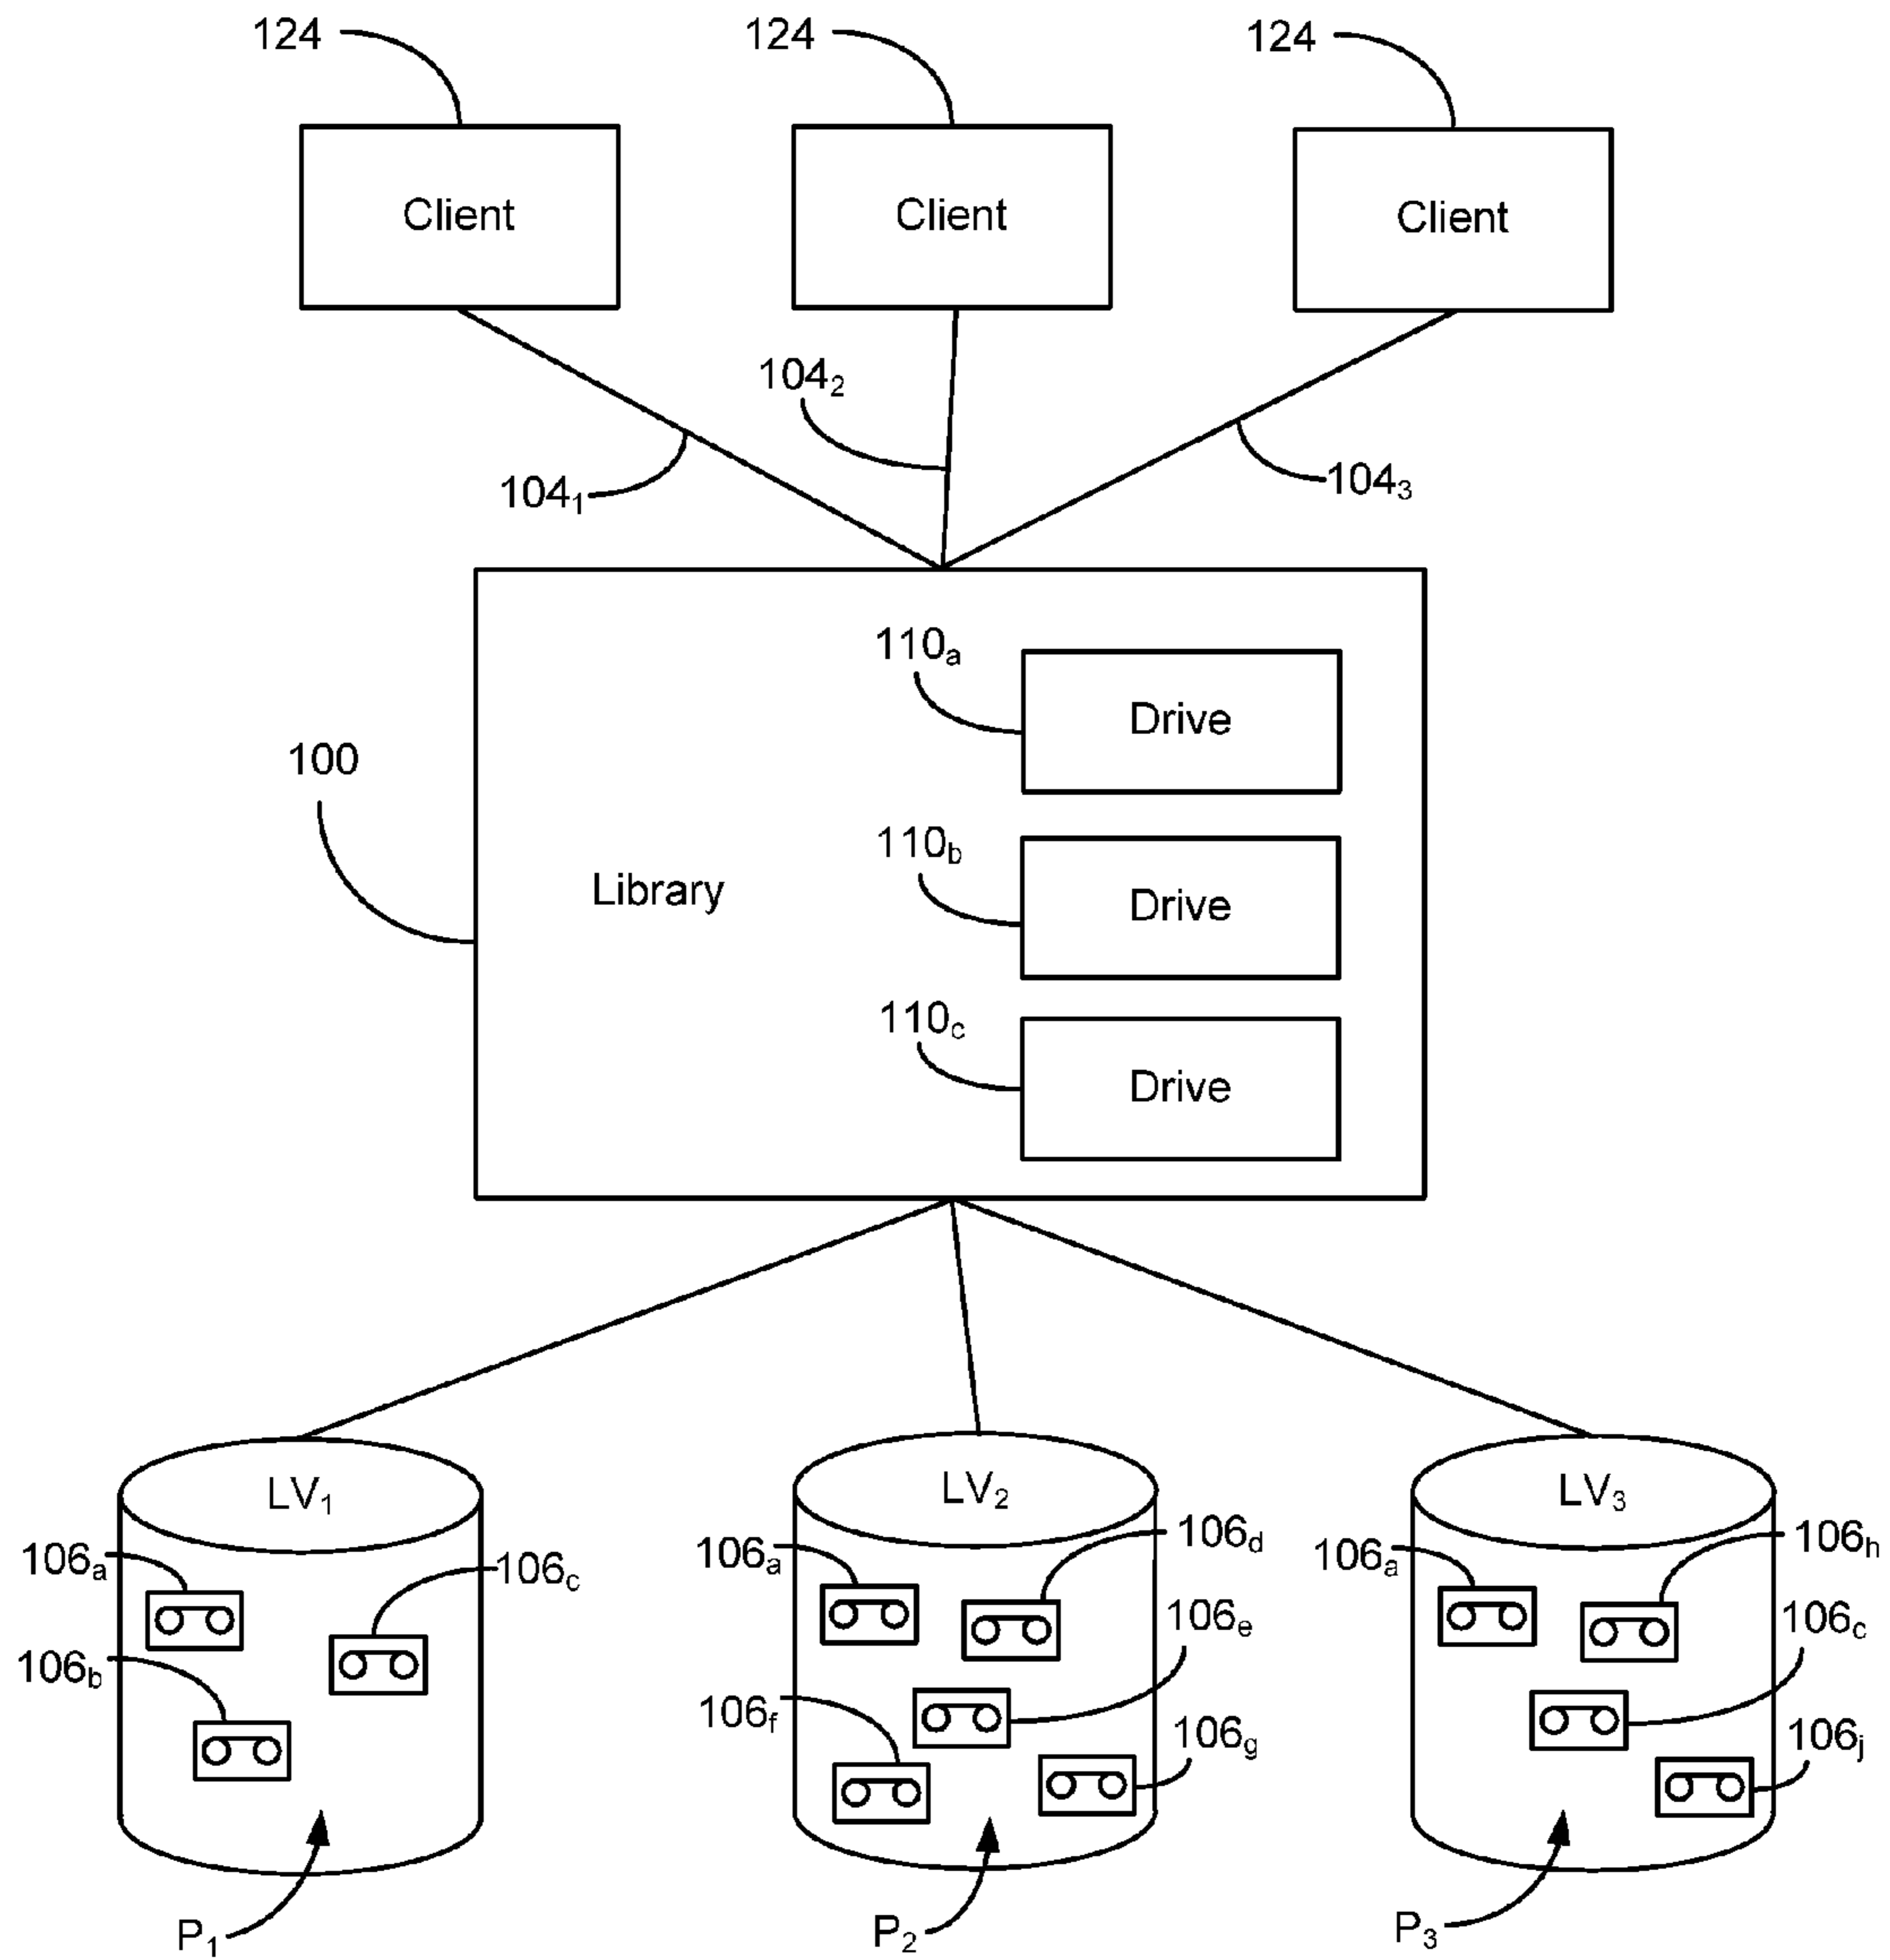 124 124 124
Client Client Client
104₂
104₁ 104₃
110ₐ
Drive
100
110b
Library
Drive
110c
Drive
LV₁ LV₂ LV₃
106ₐ 106c 106ₐ 106d 106ₐ 106ₕ
106b 106f 106ₑ 106g 106c 106ⱼ
P₁ P₂ P₃